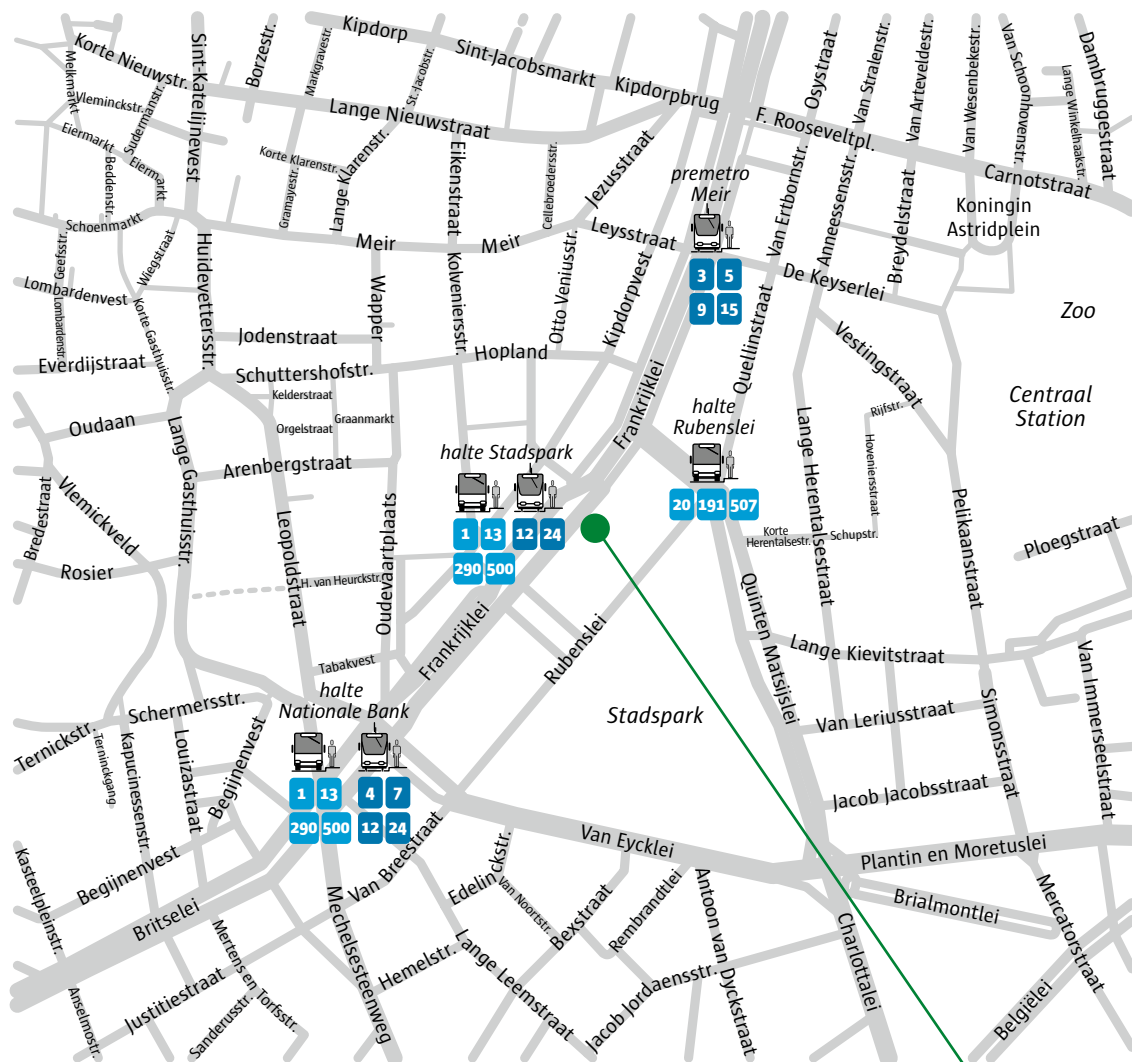 Kipdorp
Sint-Jacobsmarkt
Kipdorpbrug
F. Rooseveltpl.
Carnotstraat
Korte Nieuwstr.
Melkmarkt
Vleminckstr.
Sudermanstr.
Sint-Katelijnevest
Borzestr.
Markgravestr.
St.-Jacobstr.
Lange Nieuwstraat
Osystraat
Van Stralenstr.
Van Arteveldestr.
Van Wesenbekestr.
Van Schoonhovenstr.
Lange Winkelhaakstr.
Dambruggestraat
Eiermarkt
Eiermarkt
Beddenstr.
Korte Klarenstr.
Lange Klarenstr.
Gramayestr.
Eikenstraat
Cellebroedersstr.
Jezusstraat
premetro
Meir
3
5
9
15
Van Ertbornstr.
Anneessensstr.
Breydelstraat
Koningin
Astridplein
Schoenmarkt
Geefsstr.
Wiegstraat
Huidevettersstr.
Meir
Meir
Leysstraat
De Keyserlei
Lombardenvest
Lombardenstr.
Korte Gasthuisstr.
Wapper
Kolveniersstr.
Otto Veniusstr.
Kipdorpvest
Quellinstraat
Zoo
Jodenstraat
Hopland
Vestingstraat
Everdijstraat
Schuttershofstr.
Kelderstraat
Graanmarkt
Orgelstraat
Frankrijklei
Centraal
Station
Oudaan
Lange Gasthuisstr.
Arenbergstraat
halte Stadspark
1
13
12
24
290
500
halte
Rubenslei
20
191
507
Lange Herentalsestraat
Rijfstr.
Hoveniersstraat
Korte
Herentalsestr.
Schupstr.
Pelikaanstraat
Ploegstraat
Bredestraat
Vlemickveld
Rosier
Leopoldstraat
H. van Heurckstr.
Oudevaartplaats
Tabakvest
Frankrijklei
Rubenslei
Quinten Matsijslei
Lange Kievitstraat
Van Immerseelstraat
halte
Nationale Bank
1
13
4
7
290
500
12
24
Stadspark
Van Leriusstraat
Simonsstraat
Schermersstr.
Ternickstr.
Terninckgang.
Kapucinessenstr.
Louizastraat
Begijnenvest
Begijnenvest
Jacob Jacobsstraat
Van Eycklei
Plantin en Moretuslei
Van Breestraat
Edelinckstr.
Van Noortstr.
Bexstraat
Rembrandtlei
Antoon van Dyckstraat
Brialmontlei
Mercatorstraat
Kasteelpleinstr.
Britselei
Mechelsesteenweg
Hemelstr.
Lange Leemstraat
Jacob Jordaensstr.
Charlottalei
Belgiëlei
Anselmostr.
Justitiestraat
Mertens en Torfsstr.
Sanderusstr.